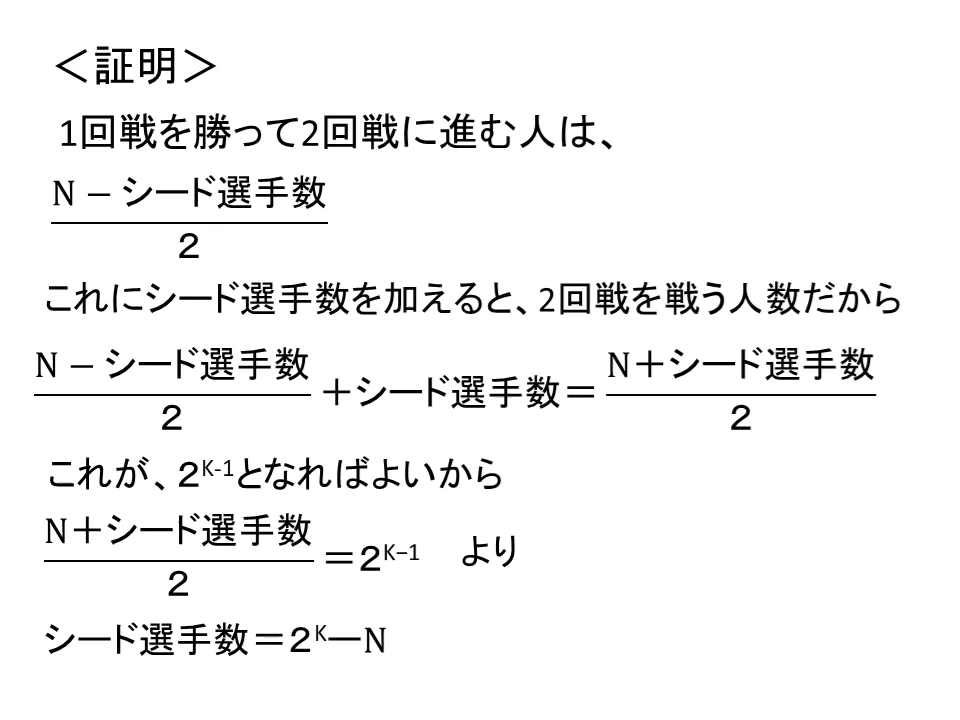 ＜証明＞
1回戦を勝って2回戦に進む人は、
N − シード選手数
２
これにシード選手数を加えると、2回戦を戦う人数だから
N − シード選手数
２
＋シード選手数＝
N＋シード選手数
２
これが、２ᴷ⁻¹となればよいから
N＋シード選手数
２
＝２ᴷ⁻¹ より
シード選手数＝２ᴷーN